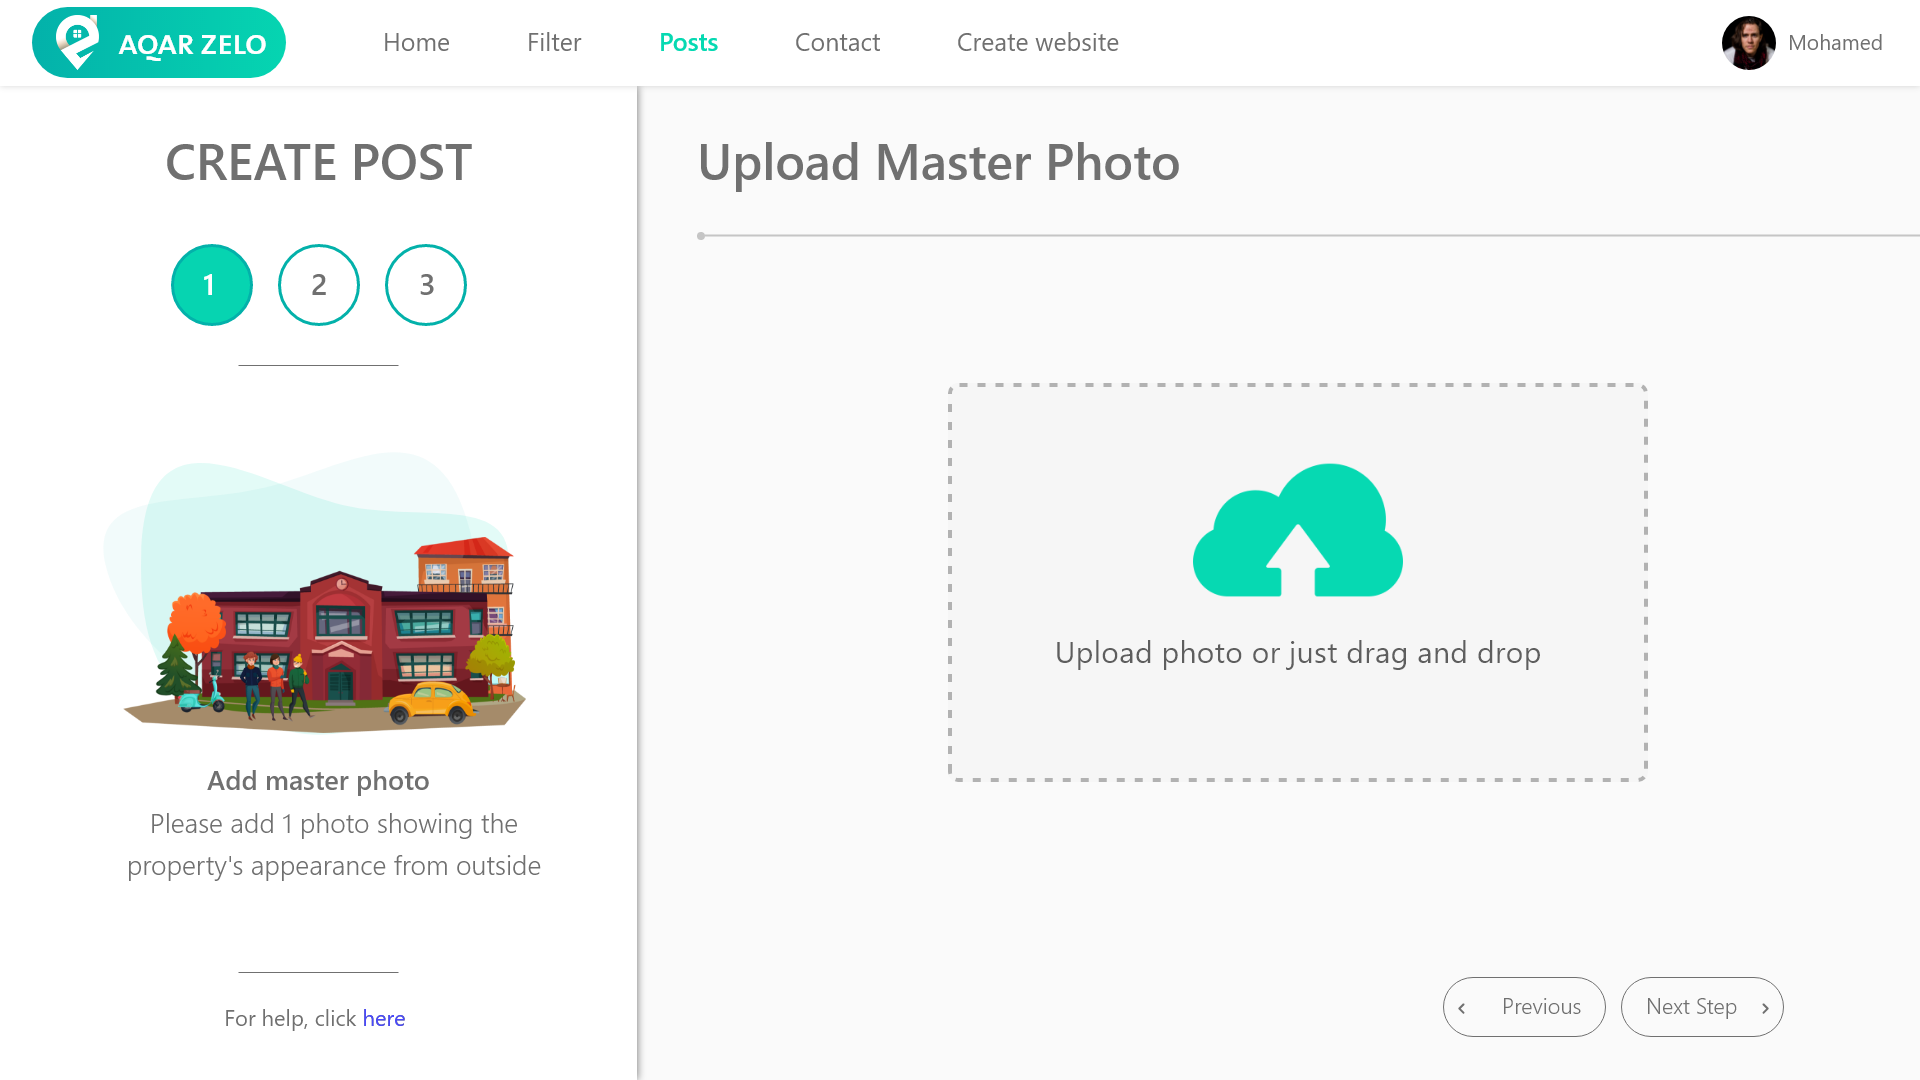 AQAR ZELO
Home
Filter
Posts
Contact
Create website
Mohamed
CREATE POST
1
2
3
Add master photo
Please add 1 photo showing the
property's appearance from outside
For help, click here
Upload Master Photo
Upload photo or just drag and drop
‹ Previous
Next Step ›